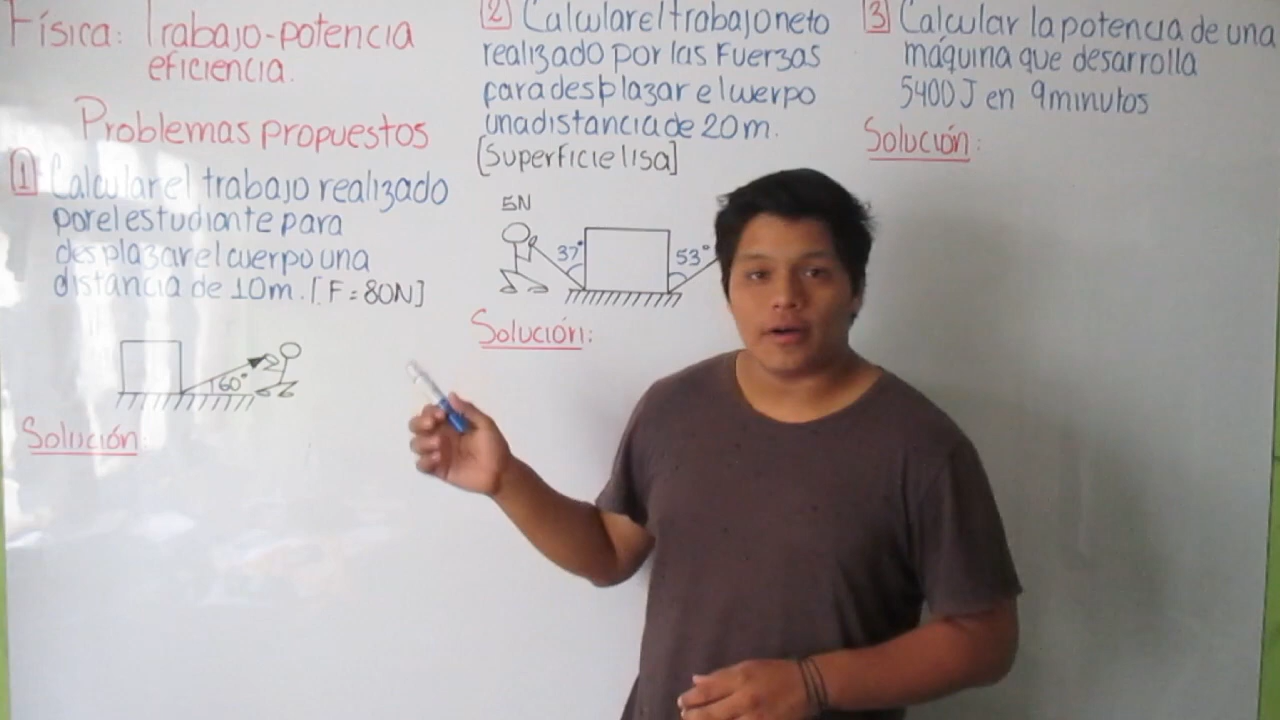 Física: Trabajo-potencia
eficiencia.
Problemas propuestos
1 Calcular el trabajo realizado
por el estudiante para
desplazar el cuerpo una
distancia de 10m. [F = 80N]
60°
Solución:
2 Calcular el trabajo neto
realizado por las Fuerzas
para desplazar el cuerpo
una distancia de 20m.
[superficie lisa]
5N
37°
53°
Solución:
3 Calcular la potencia de una
máquina que desarrolla
5400 J en 9 minutos
Solución: